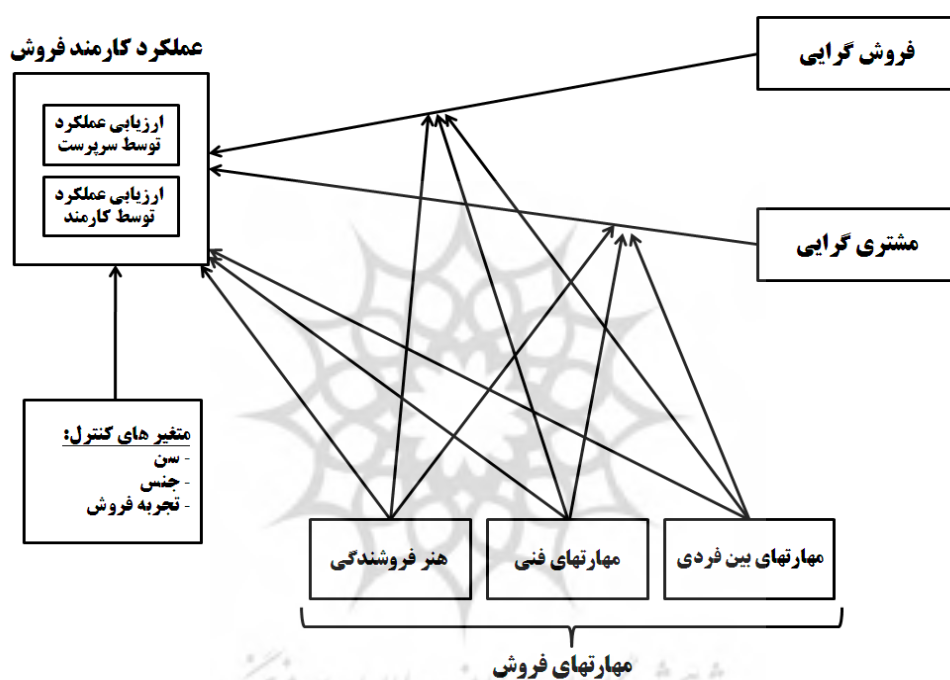 فروش گرایی
عملکرد کارمند فروش
ارزیابی عملکرد
توسط سرپرست
ارزیابی عملکرد
توسط کارمند
مشتری گرایی
متغیر های کنترل:
- سن
- جنس
- تجربه فروش
مهارتهای بین فردی
مهارتهای فنی
هنر فروشندگی
مهارتهای فروش